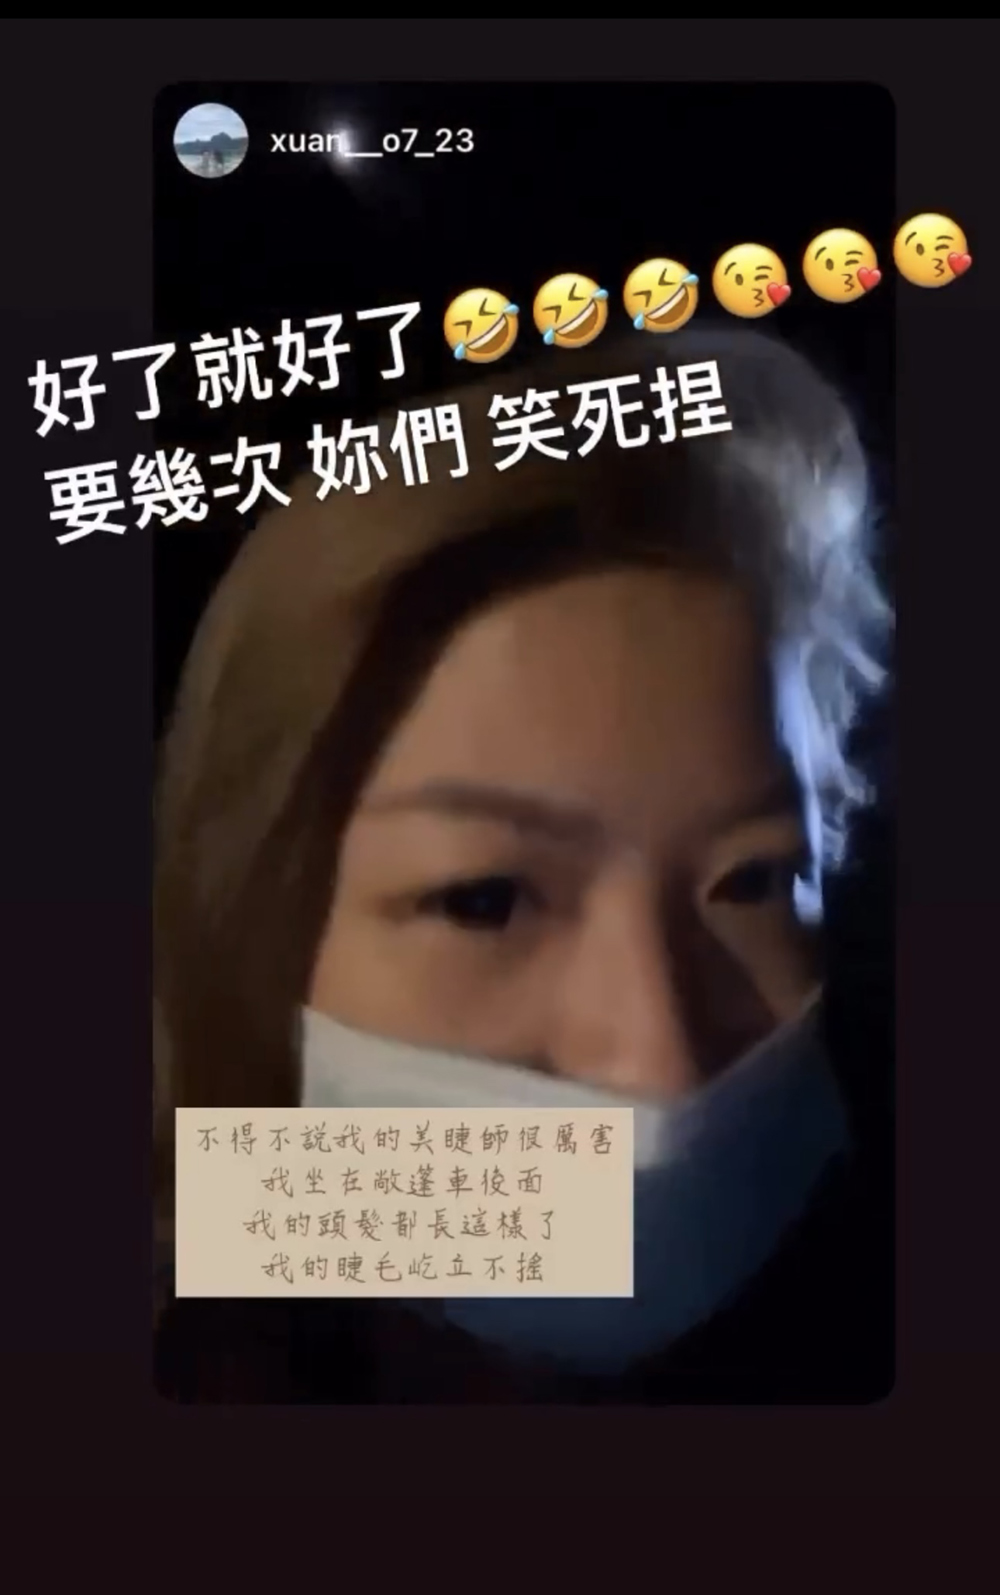 xuan__o7_23
好了就好了🤣🤣🤣😘😘😘
要幾次 妳們 笑死捏
不得不說我的美睫師很厲害
我坐在敞篷車後面
我的頭髮都長這樣了
我的睫毛屹立不搖